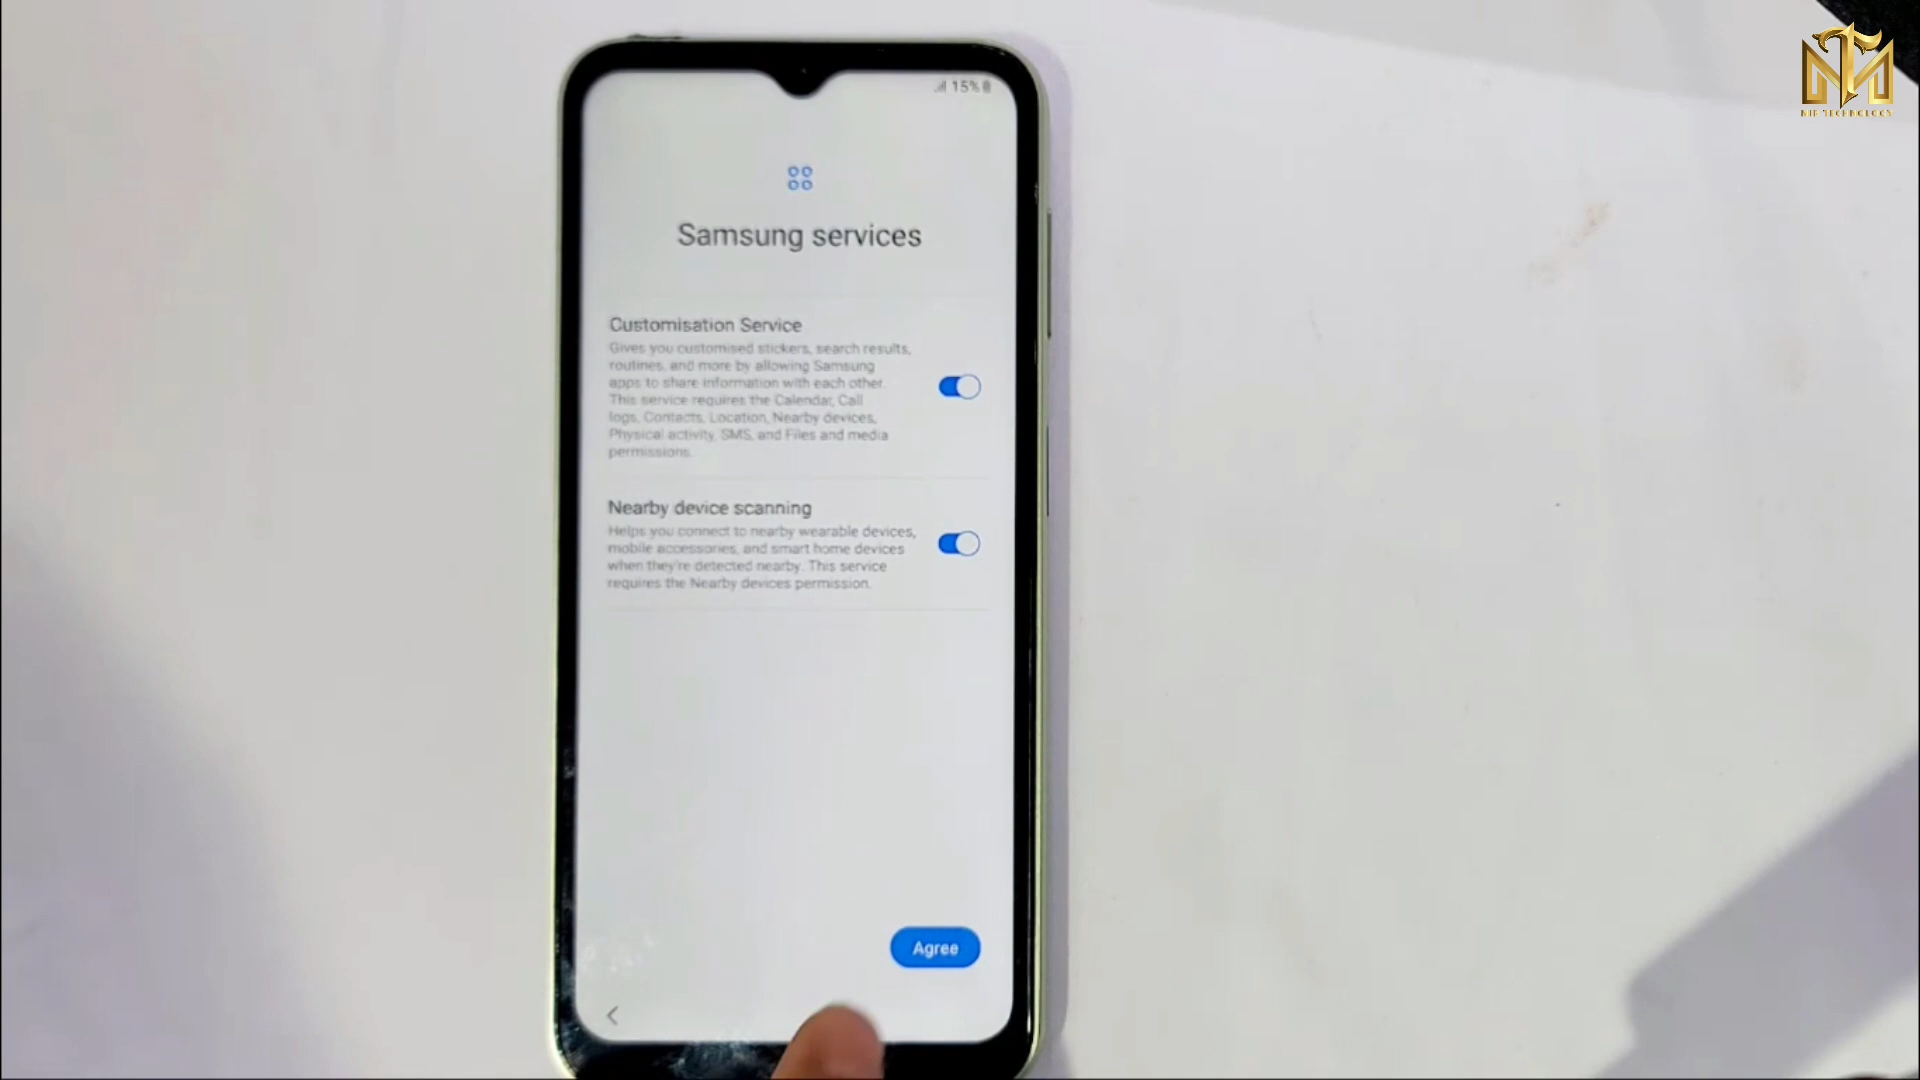 15%
Samsung services
Customisation Service
Gives you customised stickers, search results,
routines, and more by allowing Samsung
apps to share information with each other.
This service requires the Calendar, Call
logs, Contacts, Location, Nearby devices,
Physical activity, SMS, and Files and media
permissions.
Nearby device scanning
Helps you connect to nearby wearable devices,
mobile accessories, and smart home devices
when they're detected nearby. This service
requires the Nearby devices permission.
Agree
TECHNOLOGY